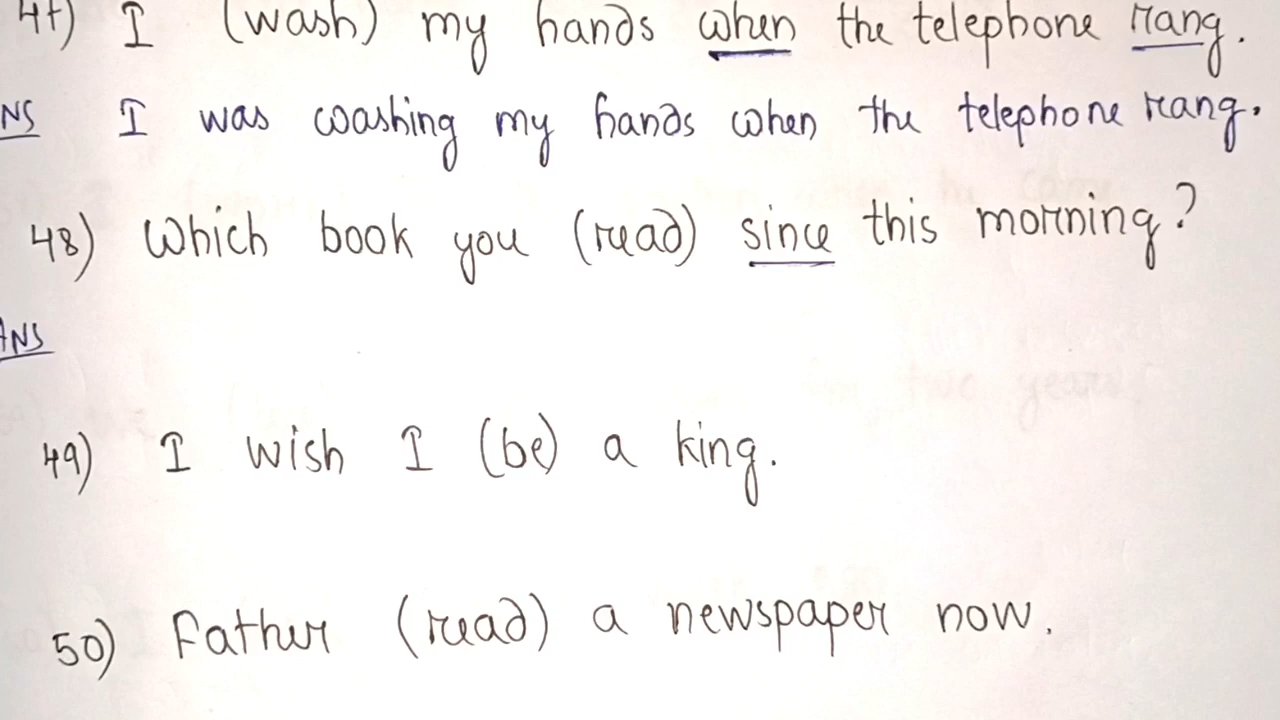 47) I (wash) my hands when the telephone rang.
ANS I was washing my hands when the telephone rang.
48) Which book you (read) since this morning?
ANS
49) I wish I (be) a king.
50) Father (read) a newspaper now.